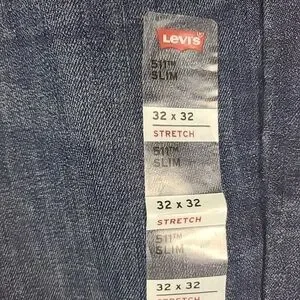 Levi's
511™
SLIM
32 x 32
STRETCH
511™
SLIM
32 x 32
STRETCH
511™
SLIM
32 x 32
STRETCH